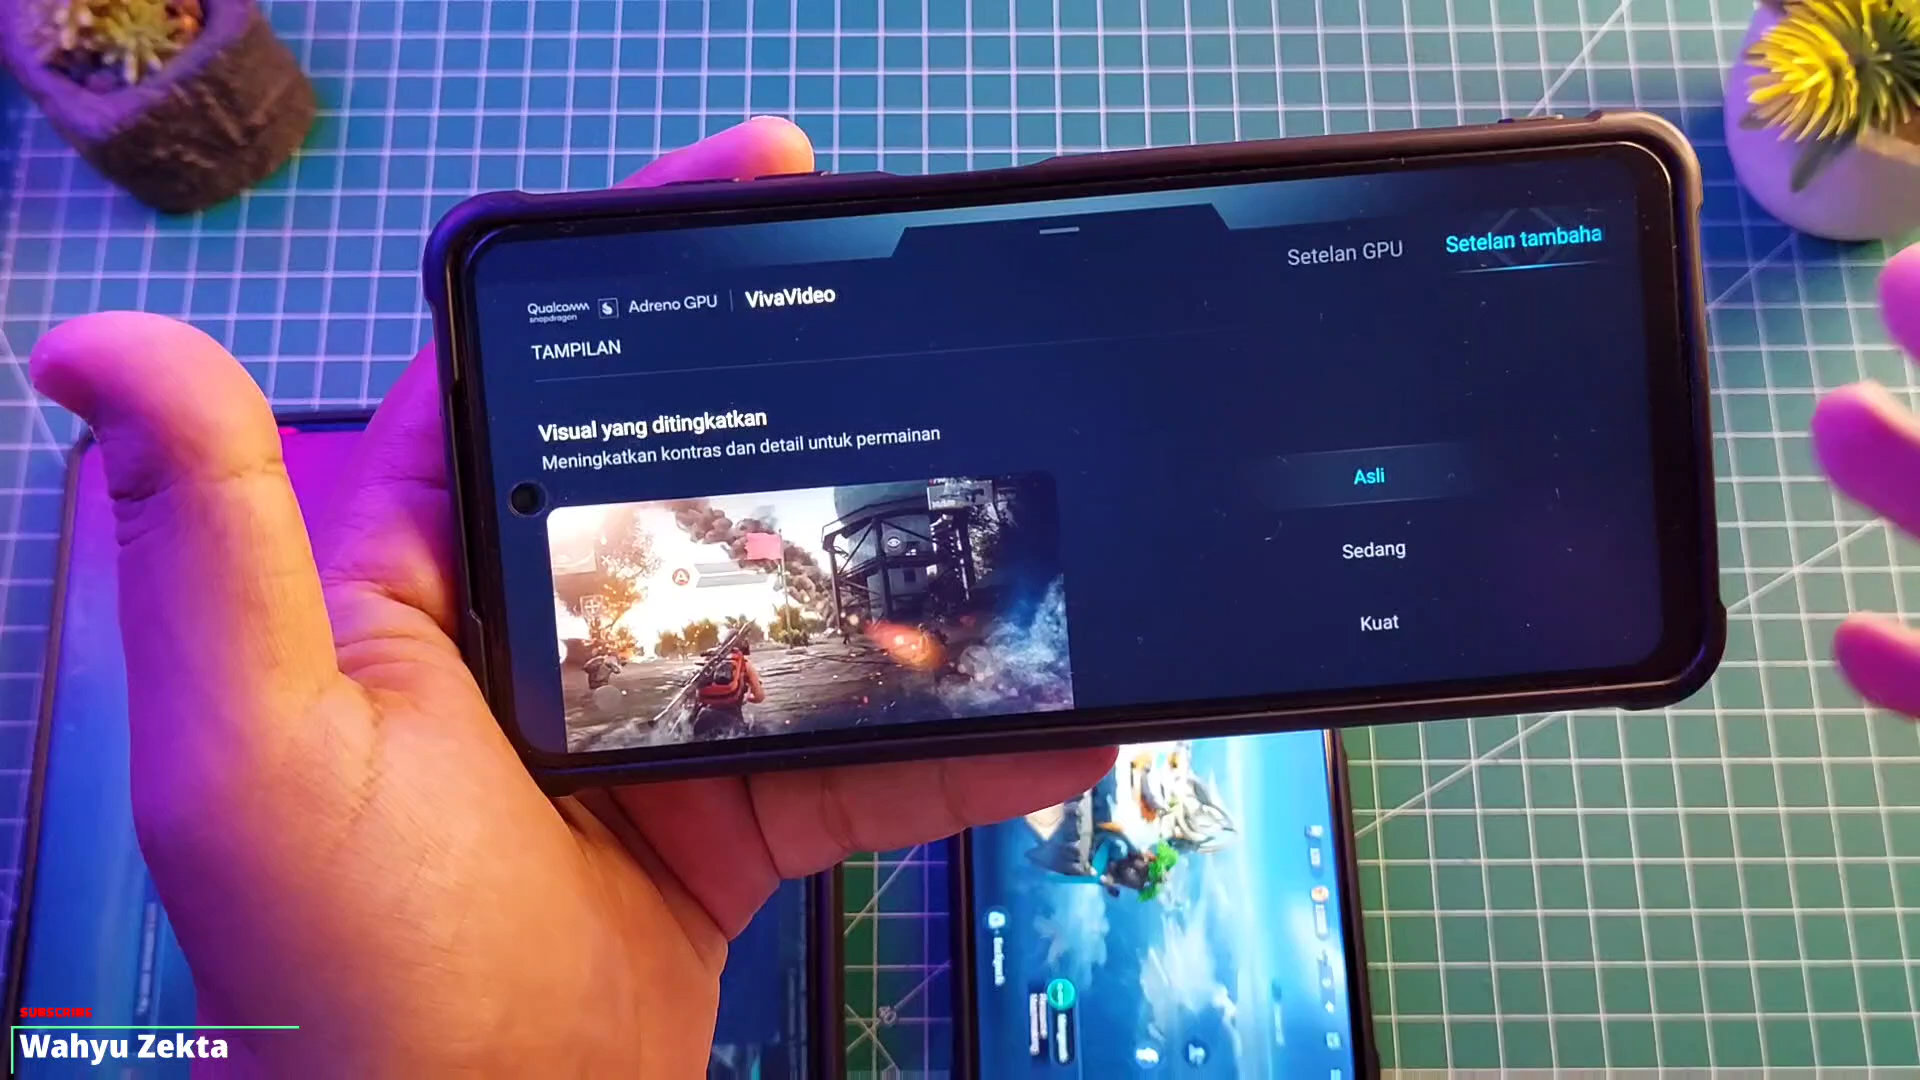 Setelan GPU
Setelan tambaha
Qualcomm
snapdragon
Adreno GPU
VivaVideo
TAMPILAN
Visual yang ditingkatkan
Meningkatkan kontras dan detail untuk permainan
A
Asli
Sedang
Kuat
SUBSCRIBE
Wahyu Zekta